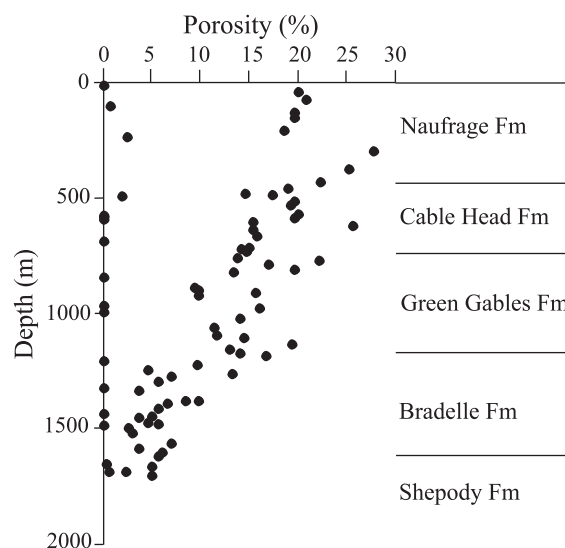 Porosity (%)
0 5 10 15 20 25 30
0
Naufrage Fm
500
Cable Head Fm
Depth (m)
1000
Green Gables Fm
Bradelle Fm
1500
Shepody Fm
2000